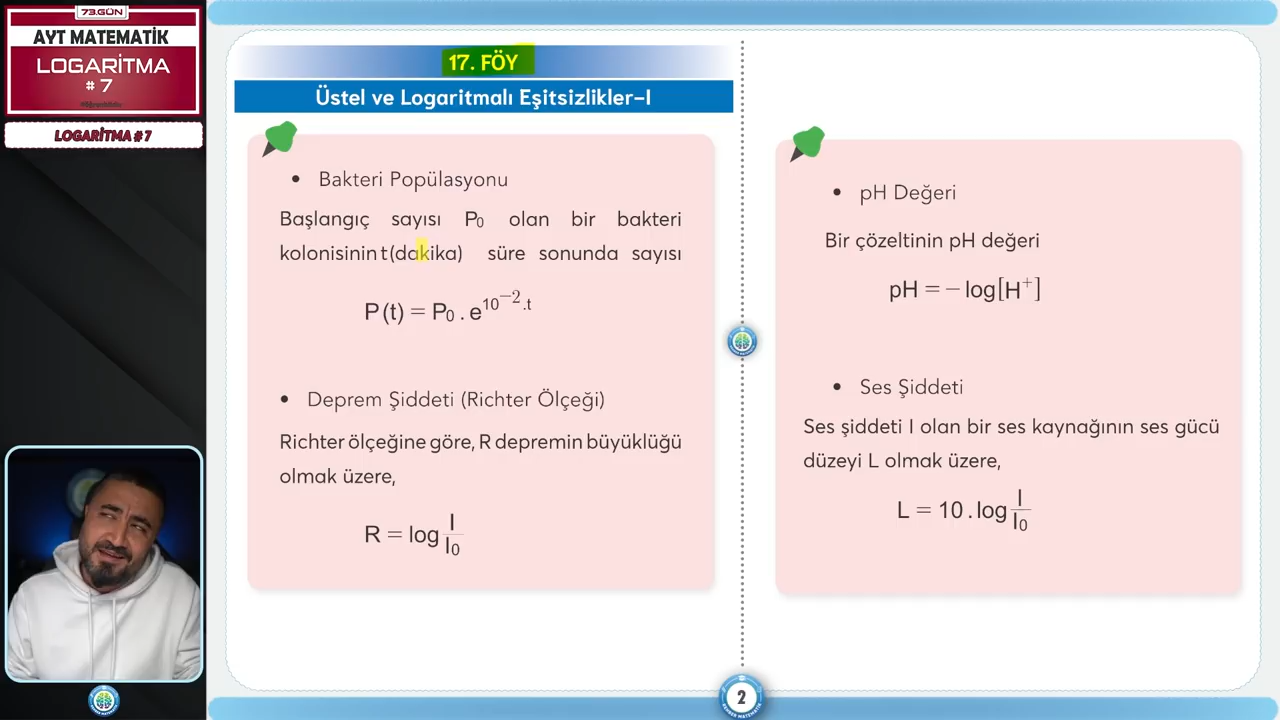 73.GÜN
AYT MATEMATİK
LOGARİTMA
# 7
LOGARİTMA # 7
17. FÖY
Üstel ve Logaritmalı Eşitsizlikler–I
• Bakteri Popülasyonu
Başlangıç sayısı P₀ olan bir bakteri
kolonisinin t(dakika) süre sonunda sayısı
P(t) = P₀ . e^(10^(−2).t)
• Deprem Şiddeti (Richter Ölçeği)
Richter ölçeğine göre, R depremin büyüklüğü
olmak üzere,
R = log I/I₀
• pH Değeri
Bir çözeltinin pH değeri
pH = − log[H⁺]
• Ses Şiddeti
Ses şiddeti I olan bir ses kaynağının ses gücü
düzeyi L olmak üzere,
L = 10 . log I/I₀
2